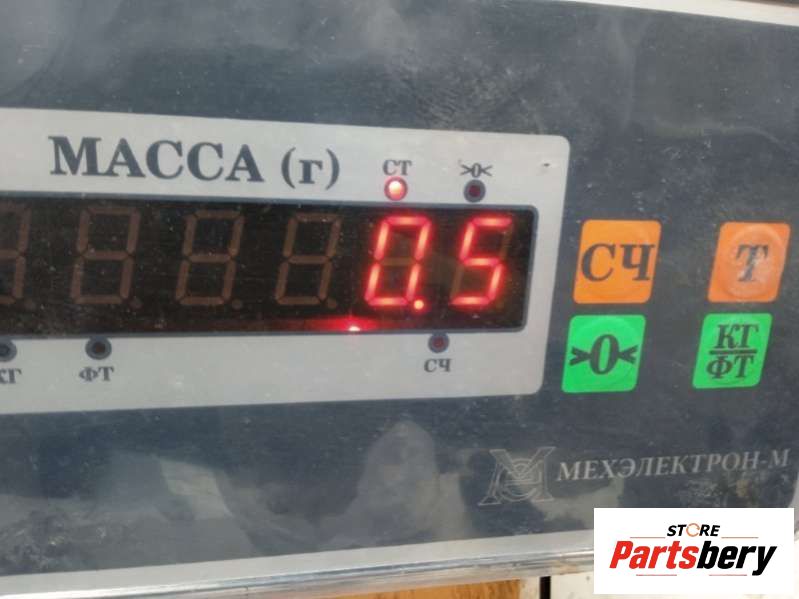 МАССА (г)
СТ
>0<
0.5
КГ
ФТ
СЧ
СЧ
Т
>0<
КГ
ФТ
МЕХЭЛЕКТРОН-М
STORE
Partsbery